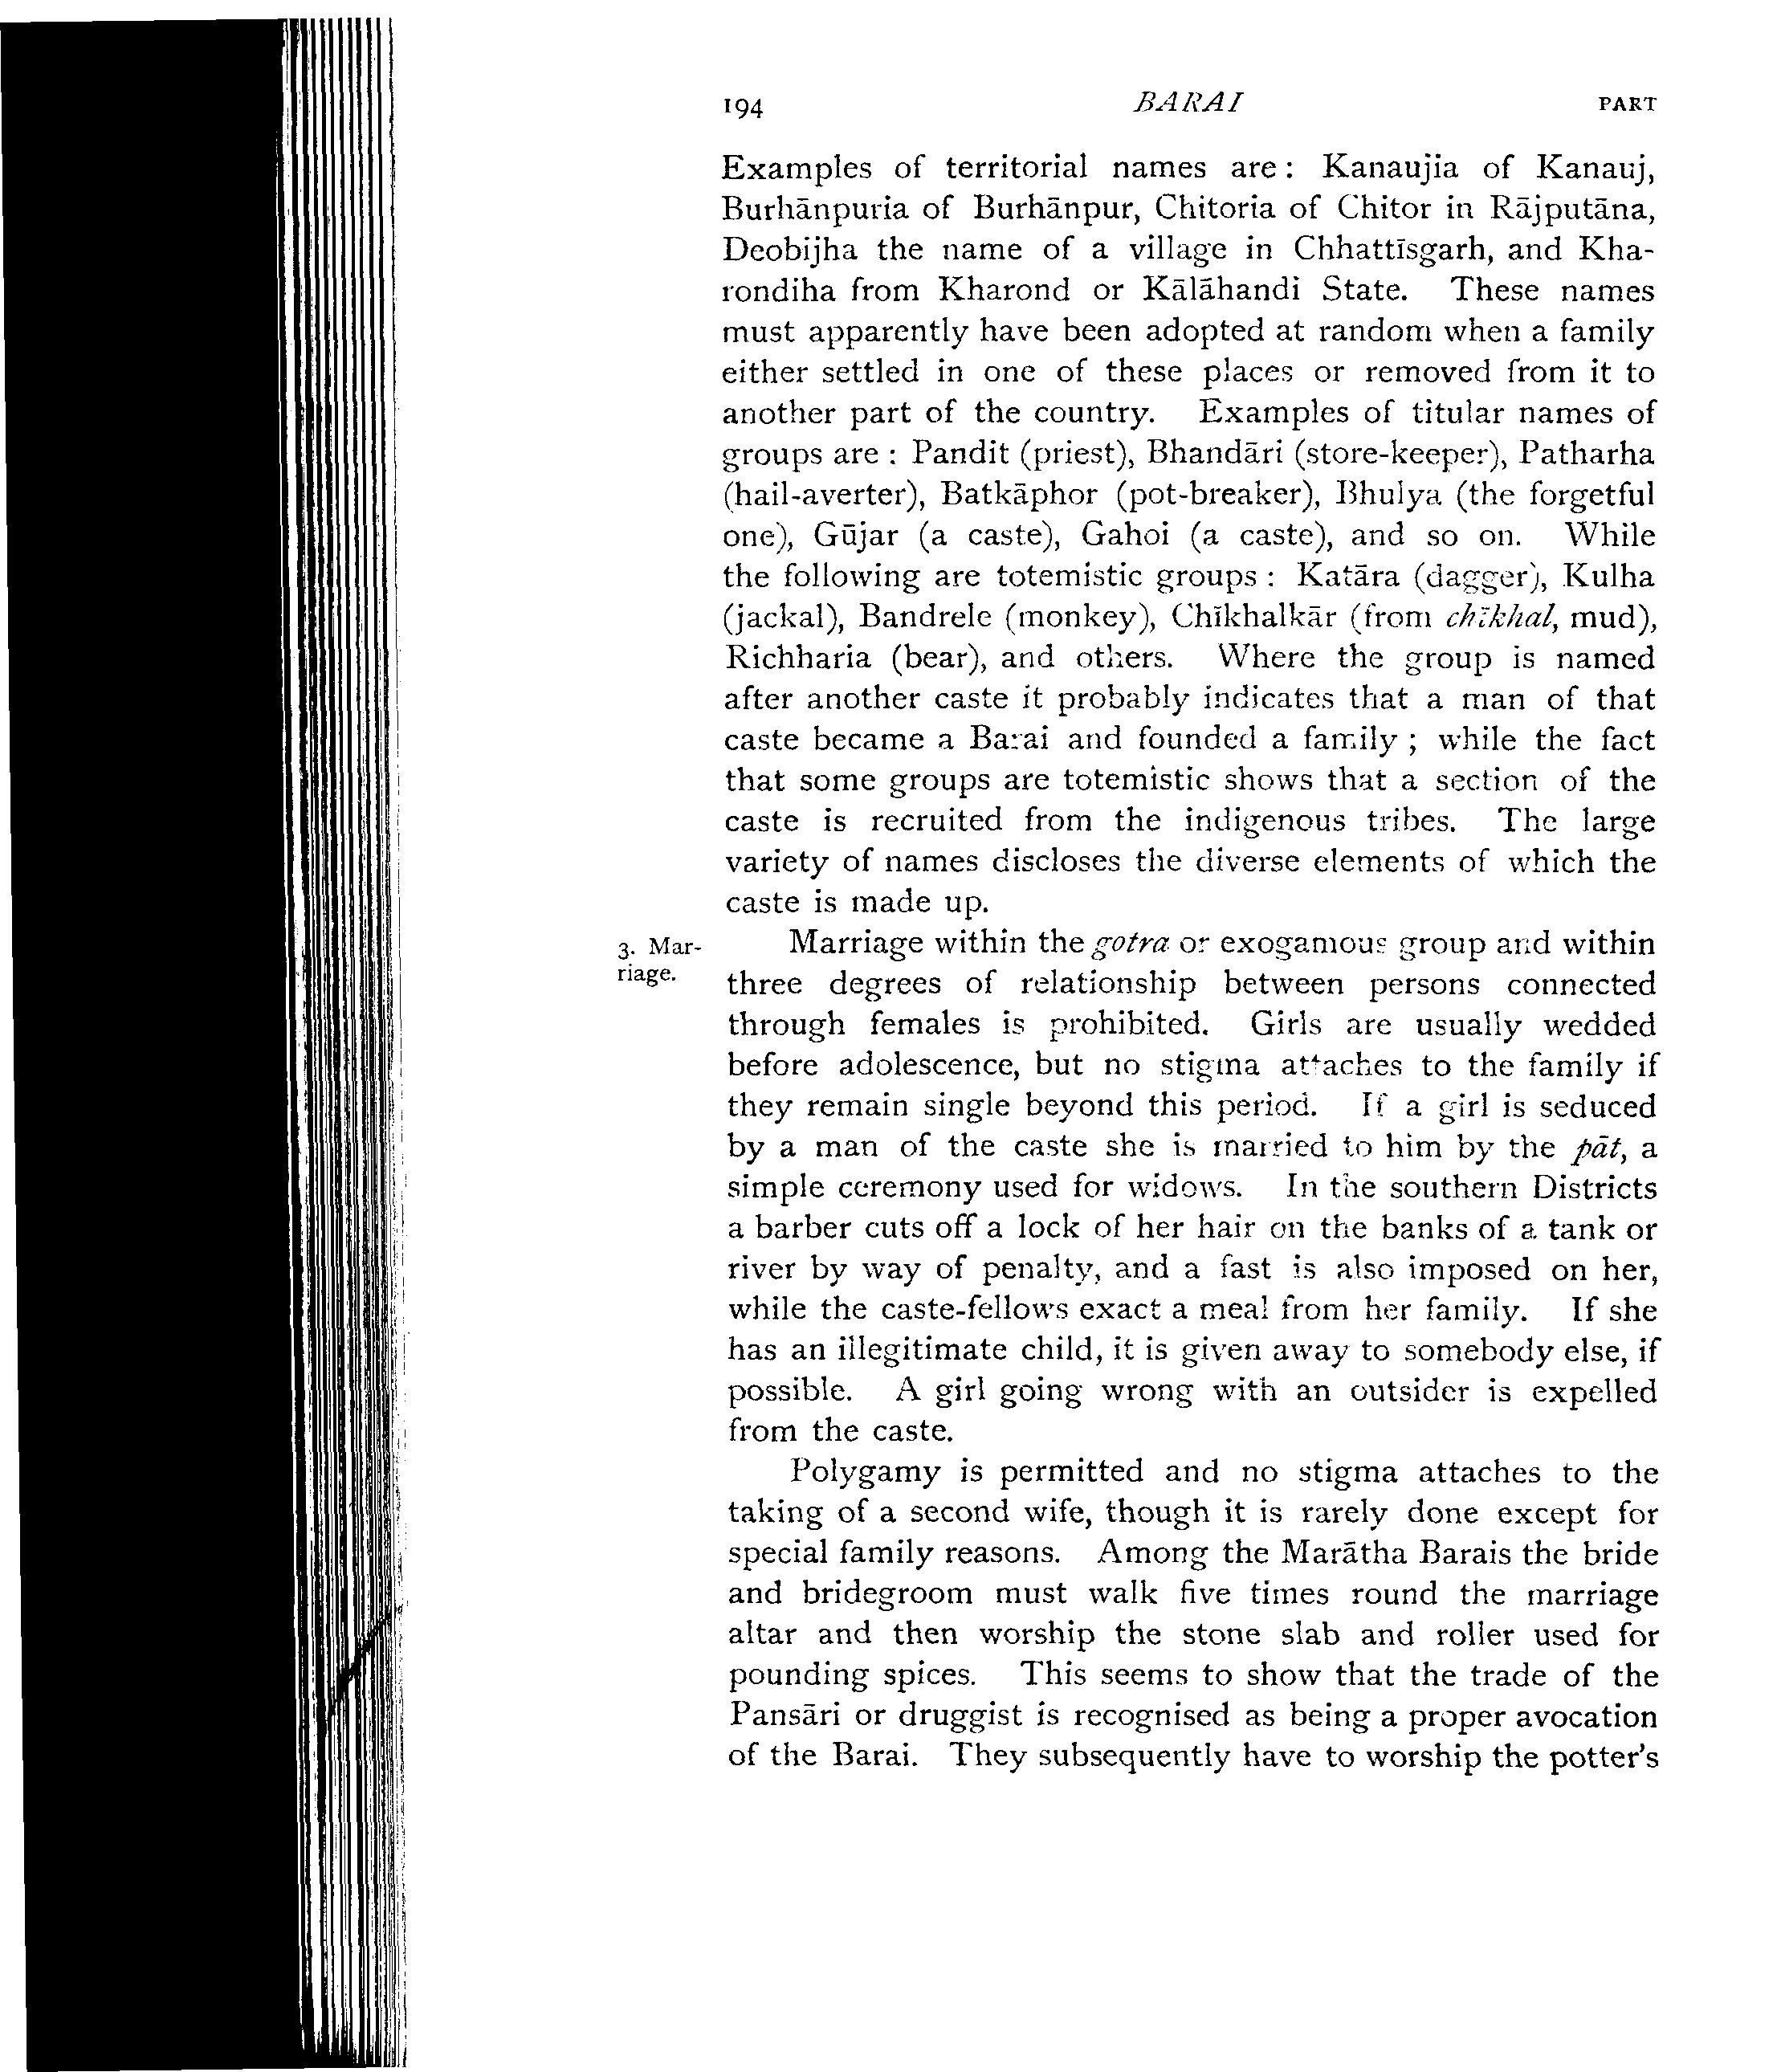 194 BARAI PART
Examples of territorial names are: Kanaujia of Kanauj,
Burhānpuria of Burhānpur, Chitoria of Chitor in Rājputāna,
Deobijha the name of a village in Chhattīsgarh, and Kha-
rondiha from Kharond or Kālāhandi State. These names
must apparently have been adopted at random when a family
either settled in one of these places or removed from it to
another part of the country. Examples of titular names of
groups are : Pandit (priest), Bhandāri (store-keeper), Patharha
(hail-averter), Batkāphor (pot-breaker), Bhulya (the forgetful
one), Gūjar (a caste), Gahoi (a caste), and so on. While
the following are totemistic groups : Katāra (dagger), Kulha
(jackal), Bandrele (monkey), Chīkhalkār (from chīkhal, mud),
Richharia (bear), and others. Where the group is named
after another caste it probably indicates that a man of that
caste became a Barai and founded a family ; while the fact
that some groups are totemistic shows that a section of the
caste is recruited from the indigenous tribes. The large
variety of names discloses the diverse elements of which the
caste is made up.
3. Mar-
riage.
Marriage within the gotra or exogamous group and within
three degrees of relationship between persons connected
through females is prohibited. Girls are usually wedded
before adolescence, but no stigma attaches to the family if
they remain single beyond this period. If a girl is seduced
by a man of the caste she is married to him by the pāt, a
simple ceremony used for widows. In the southern Districts
a barber cuts off a lock of her hair on the banks of a tank or
river by way of penalty, and a fast is also imposed on her,
while the caste-fellows exact a meal from her family. If she
has an illegitimate child, it is given away to somebody else, if
possible. A girl going wrong with an outsider is expelled
from the caste.
Polygamy is permitted and no stigma attaches to the
taking of a second wife, though it is rarely done except for
special family reasons. Among the Marātha Barais the bride
and bridegroom must walk five times round the marriage
altar and then worship the stone slab and roller used for
pounding spices. This seems to show that the trade of the
Pansāri or druggist is recognised as being a proper avocation
of the Barai. They subsequently have to worship the potter's